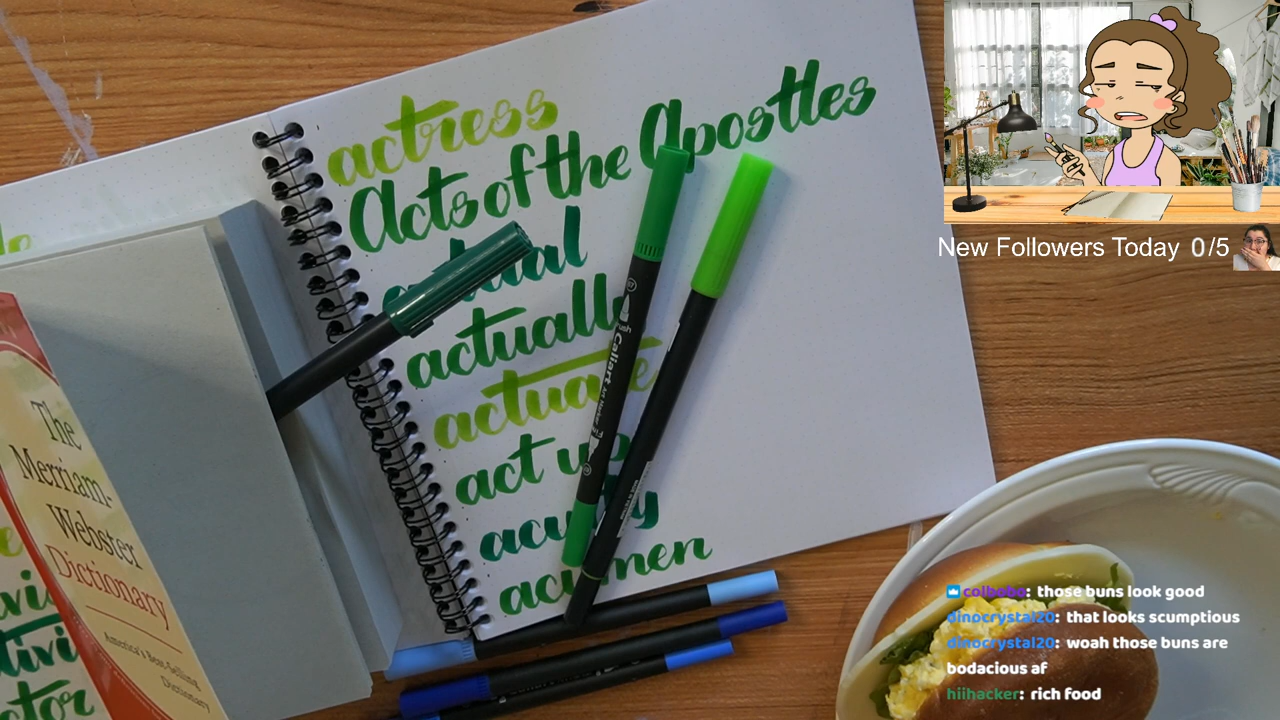 actress
Acts of the Apostles
actually
actuate
act up
acumen
The
Merriam-
Webster
Dictionary
America's Best-Selling
Dictionary
New Followers Today 0/5
colbobo: those buns look good
dinocrystal20: that looks scumptious
dinocrystal20: woah those buns are
bodacious af
hiihacker: rich food